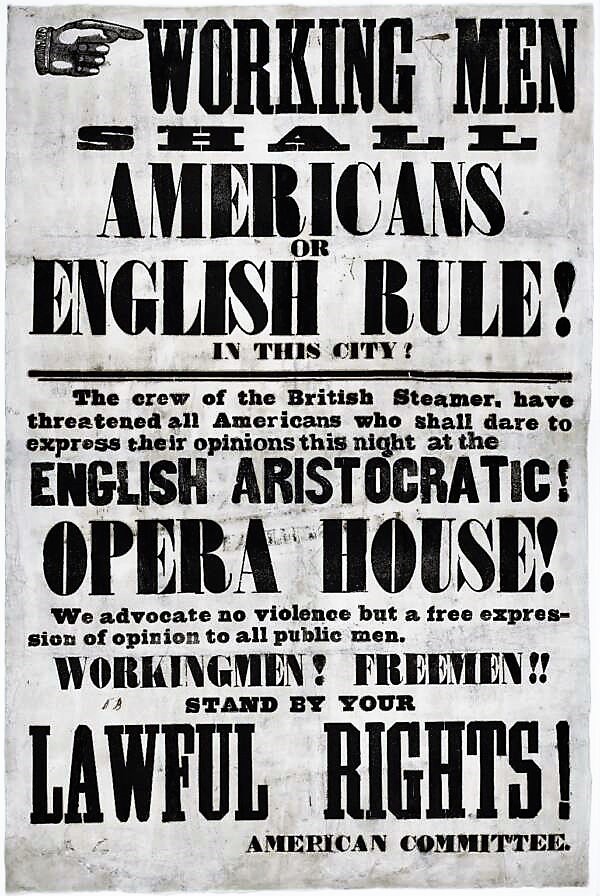 WORKING MEN
SHALL
AMERICANS
OR
ENGLISH RULE!
IN THIS CITY?
The crew of the British Steamer, have
threatened all Americans who shall dare to
express their opinions this night at the
ENGLISH ARISTOCRATIC!
OPERA HOUSE!
We advocate no violence but a free expres-
sion of opinion to all public men.
WORKINGMEN! FREEMEN!!
STAND BY YOUR
LAWFUL RIGHTS!
AMERICAN COMMITTEE.